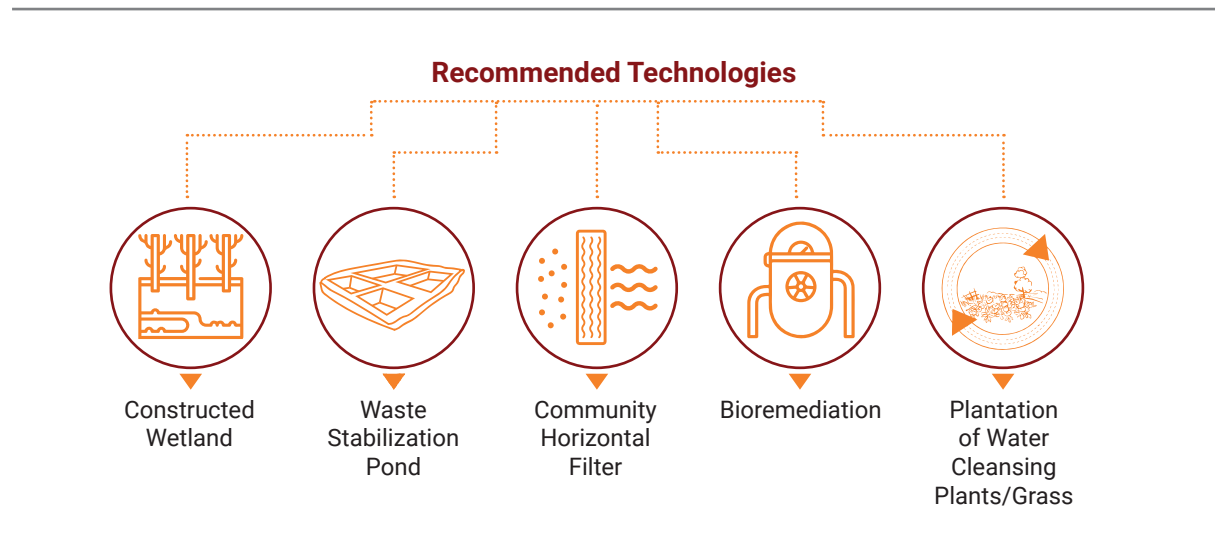 Recommended Technologies
Constructed
Wetland
Waste
Stabilization
Pond
Community
Horizontal
Filter
Bioremediation
Plantation
of Water
Cleansing
Plants/Grass